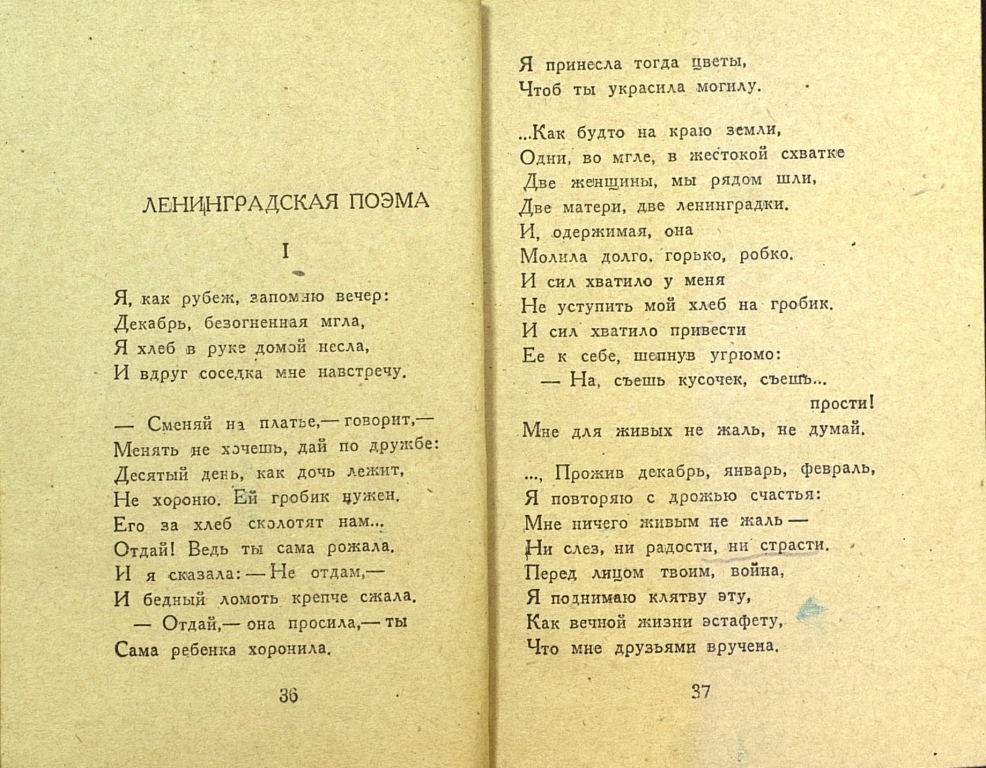 ЛЕНИНГРАДСКАЯ ПОЭМА
I
Я, как рубеж, запомню вечер:
Декабрь, безогненная мгла,
Я хлеб в руке домой несла,
И вдруг соседка мне навстречу.
— Сменяй на платье,— говорит,—
Менять не хочешь, дай по дружбе:
Десятый день, как дочь лежит,
Не хороню. Ей гробик нужен.
Его за хлеб сколотят нам...
Отдай! Ведь ты сама рожала.
И я сказала: — Не отдам,—
И бедный ломоть крепче сжала.
— Отдай,— она просила,— ты
Сама ребенка хоронила.
36
Я принесла тогда цветы,
Чтоб ты украсила могилу.
...Как будто на краю земли,
Одни, во мгле, в жестокой схватке
Две женщины, мы рядом шли,
Две матери, две ленинградки.
И, одержимая, она
Молила долго. горько, робко.
И сил хватило у меня
Не уступить мой хлеб на гробик.
И сил хватило привести
Ее к себе, шепнув угрюмо:
— На, съешь кусочек, съешь...
прости!
Мне для живых не жаль, не думай.
..., Прожив декабрь, январь, февраль,
Я повторяю с дрожью счастья:
Мне ничего живым не жаль —
Ни слез, ни радости, ни страсти.
Перед лицом твоим, война,
Я поднимаю клятву эту,
Как вечной жизни эстафету,
Что мне друзьями вручена.
37